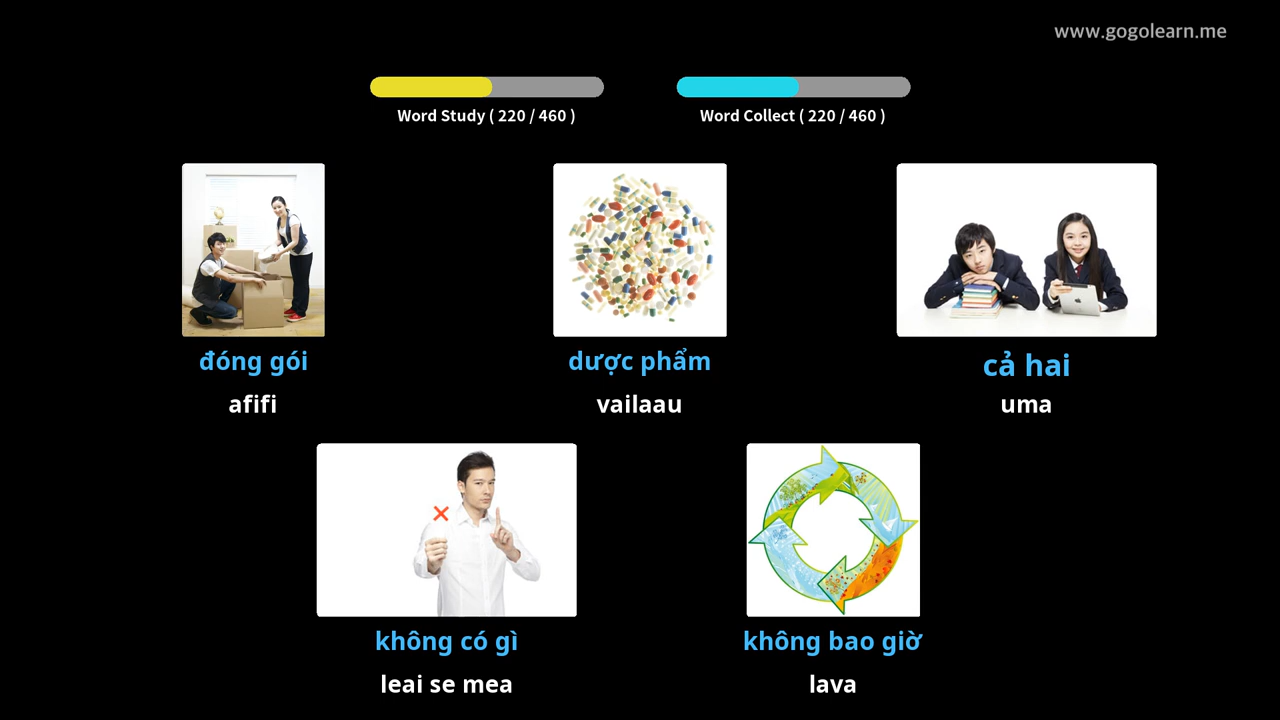 www.gogolearn.me
Word Study ( 220 / 460 )
Word Collect ( 220 / 460 )
đóng gói
dược phẩm
cả hai
afifi
vailaau
uma
không có gì
không bao giờ
leai se mea
lava